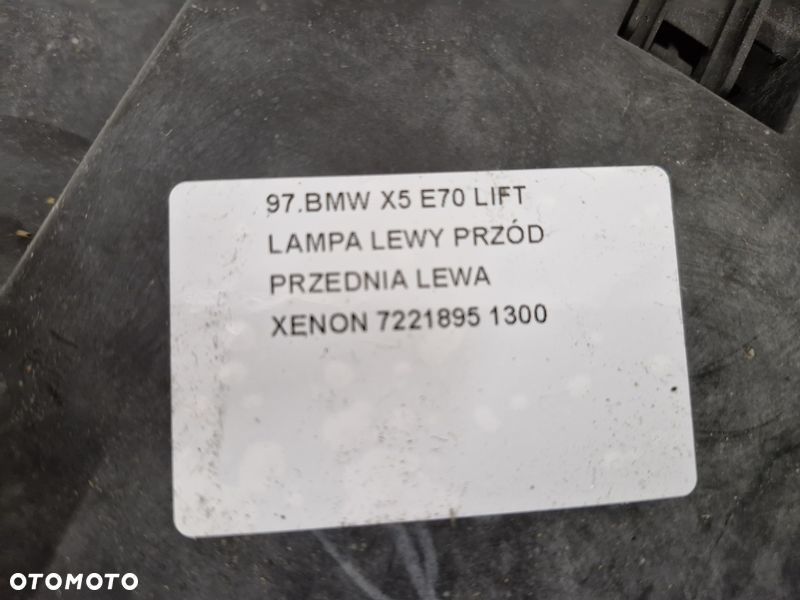 97.BMW X5 E70 LIFT
LAMPA LEWY PRZÓD
PRZEDNIA LEWA
XENON 7221895 1300
OTOMOTO